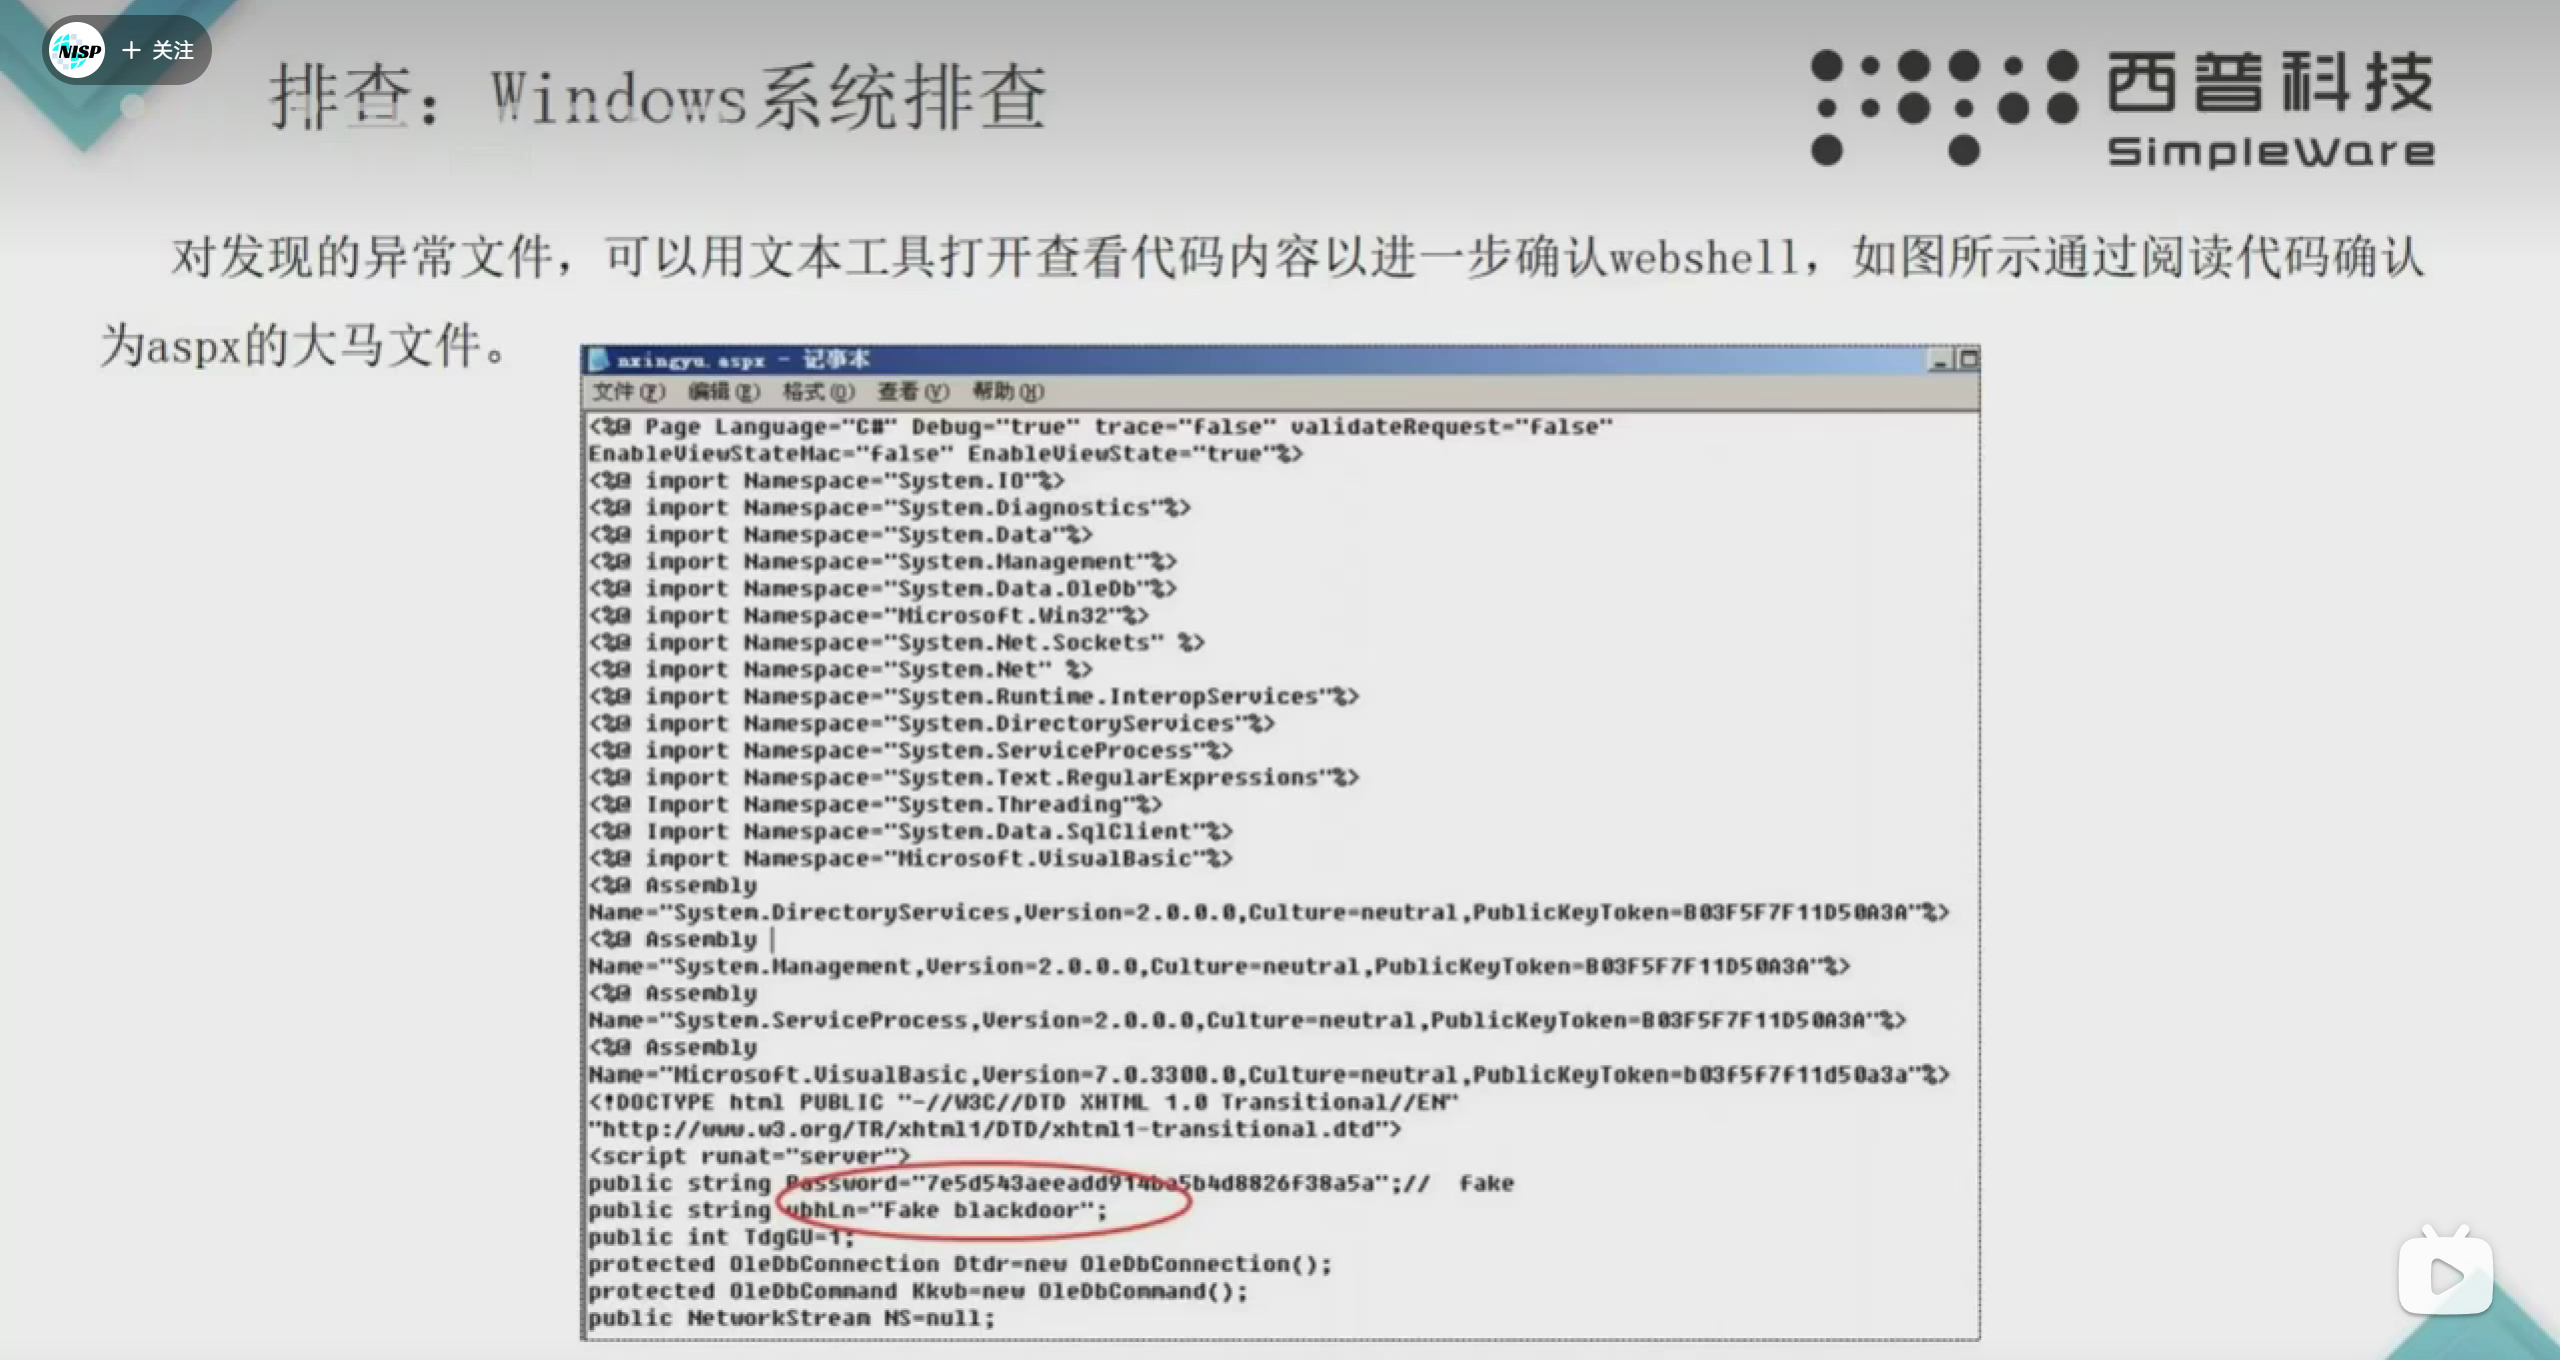 NISP + 关注
排查：Windows系统排查
西普科技
SimpleWare
对发现的异常文件，可以用文本工具打开查看代码内容以进一步确认webshell，如图所示通过阅读代码确认
为aspx的大马文件。
nxingyu.aspx - 记事本
文件(F) 编辑(E) 格式(O) 查看(V) 帮助(H)
<%@ Page Language="C#" Debug="true" trace="false" validateRequest="false"
EnableViewStateMac="false" EnableViewState="true"%>
<%@ import Namespace="System.IO"%>
<%@ import Namespace="System.Diagnostics"%>
<%@ import Namespace="System.Data"%>
<%@ import Namespace="System.Management"%>
<%@ import Namespace="System.Data.OleDb"%>
<%@ import Namespace="Microsoft.Win32"%>
<%@ import Namespace="System.Net.Sockets" %>
<%@ import Namespace="System.Net" %>
<%@ import Namespace="System.Runtime.InteropServices"%>
<%@ import Namespace="System.DirectoryServices"%>
<%@ import Namespace="System.ServiceProcess"%>
<%@ import Namespace="System.Text.RegularExpressions"%>
<%@ Import Namespace="System.Threading"%>
<%@ Import Namespace="System.Data.SqlClient"%>
<%@ import Namespace="Microsoft.VisualBasic"%>
<%@ Assembly
Name="System.DirectoryServices,Version=2.0.0.0,Culture=neutral,PublicKeyToken=B03F5F7F11D50A3A"%>
<%@ Assembly
Name="System.Management,Version=2.0.0.0,Culture=neutral,PublicKeyToken=B03F5F7F11D50A3A"%>
<%@ Assembly
Name="System.ServiceProcess,Version=2.0.0.0,Culture=neutral,PublicKeyToken=B03F5F7F11D50A3A"%>
<%@ Assembly
Name="Microsoft.VisualBasic,Version=7.0.3300.0,Culture=neutral,PublicKeyToken=b03f5f7f11d50a3a"%>
<!DOCTYPE html PUBLIC "-//W3C//DTD XHTML 1.0 Transitional//EN"
"http://www.w3.org/TR/xhtml1/DTD/xhtml1-transitional.dtd">
<script runat="server">
public string Password="7e5d543aeeadd914ba5b4d8826f38a5a";//  fake
public string vbhLn="Fake blackdoor";
public int TdgGU=1;
protected OleDbConnection Dtdr=new OleDbConnection();
protected OleDbCommand Kkvb=new OleDbCommand();
public NetworkStream NS=null;